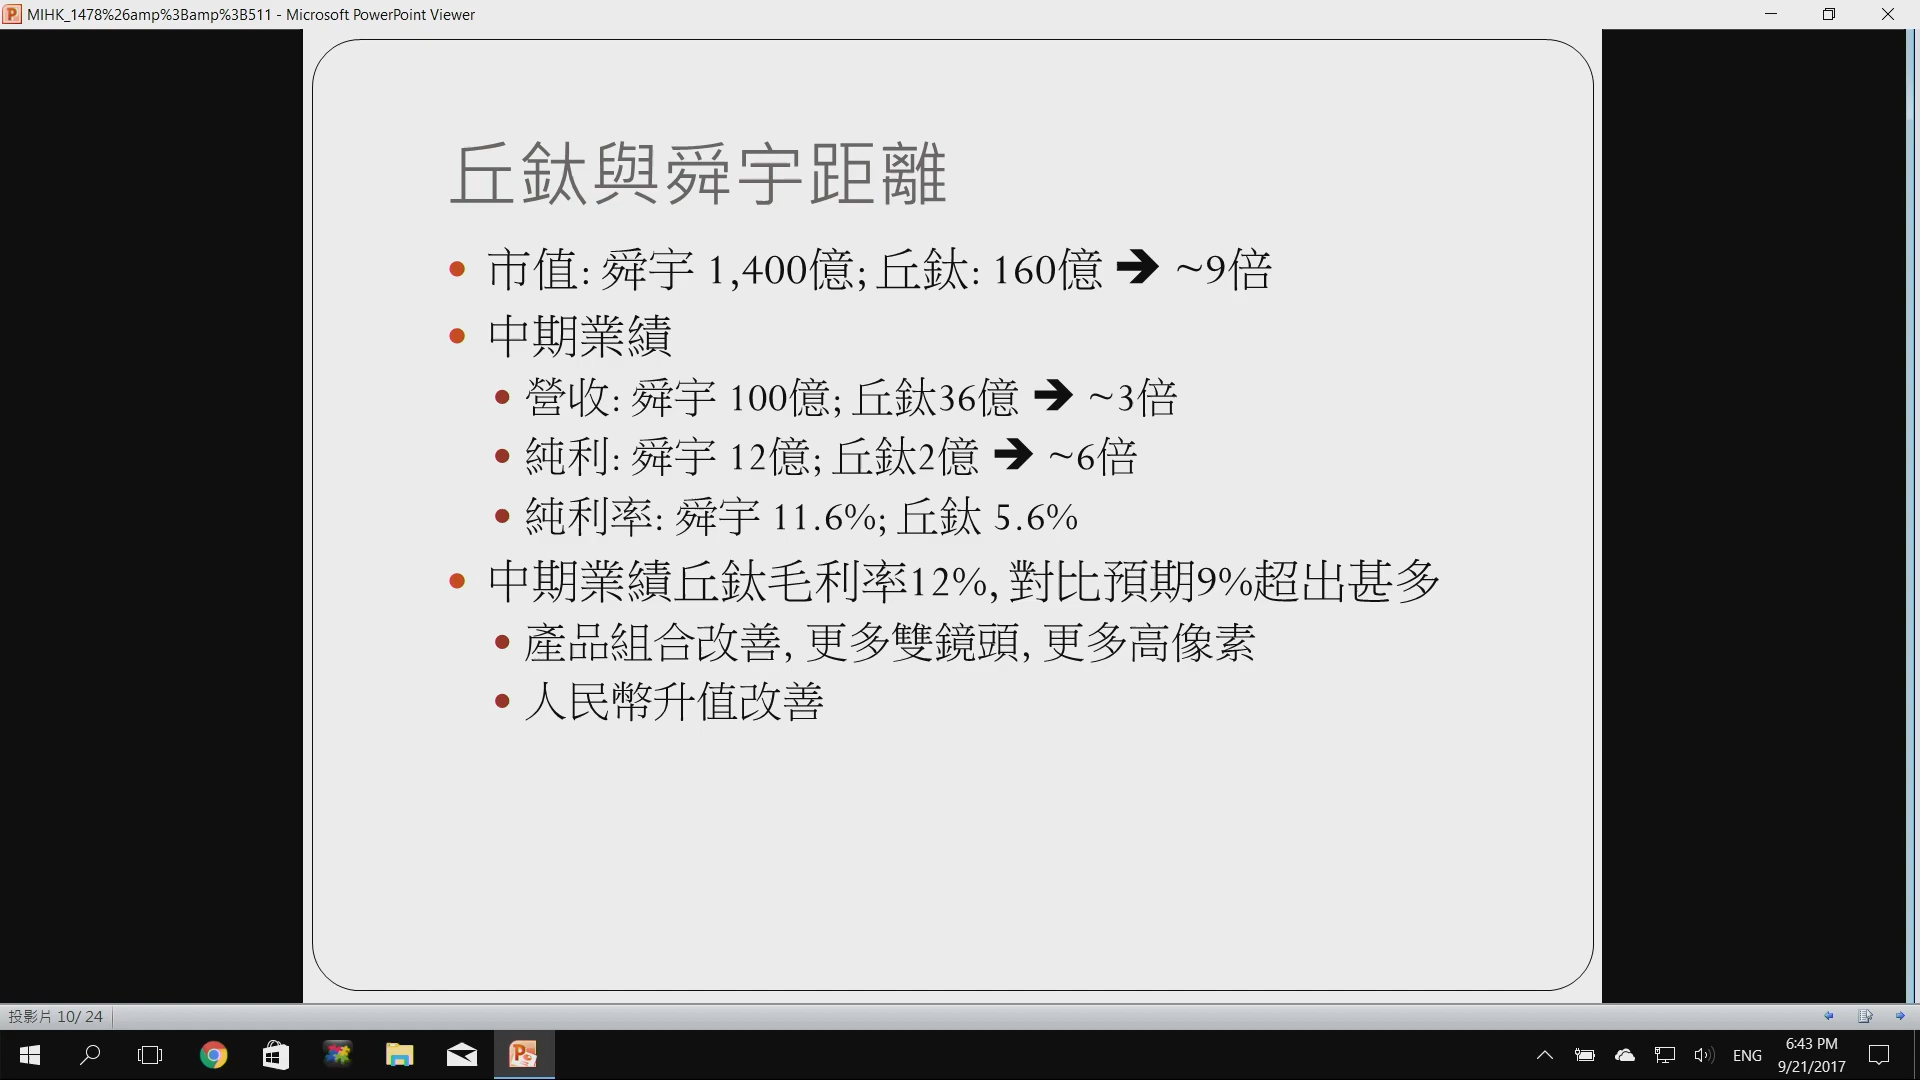 MIHK_1478%26amp%3Bamp%3B511 - Microsoft PowerPoint Viewer
丘鈦與舜宇距離
• 市值: 舜宇 1,400億; 丘鈦: 160億 ➔ ~9倍
• 中期業績
• 營收: 舜宇 100億; 丘鈦36億 ➔ ~3倍
• 純利: 舜宇 12億; 丘鈦2億 ➔ ~6倍
• 純利率: 舜宇 11.6%; 丘鈦 5.6%
• 中期業績丘鈦毛利率12%, 對比預期9%超出甚多
• 產品組合改善, 更多雙鏡頭, 更多高像素
• 人民幣升值改善
投影片 10/ 24
ENG
6:43 PM
9/21/2017